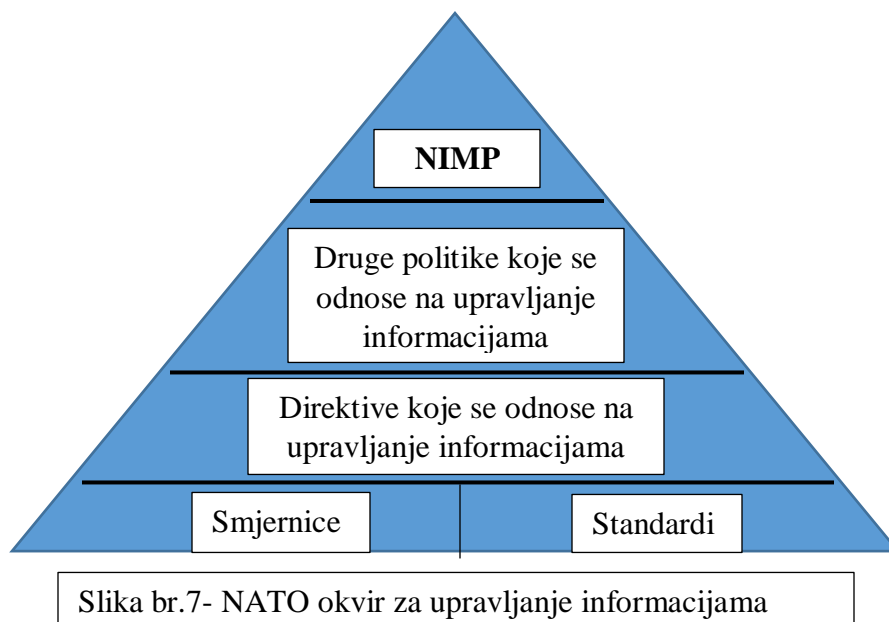 NIMP
Druge politike koje se
odnose na upravljanje
informacijama
Direktive koje se odnose na
upravljanje informacijama
Smjernice
Standardi
Slika br.7- NATO okvir za upravljanje informacijama